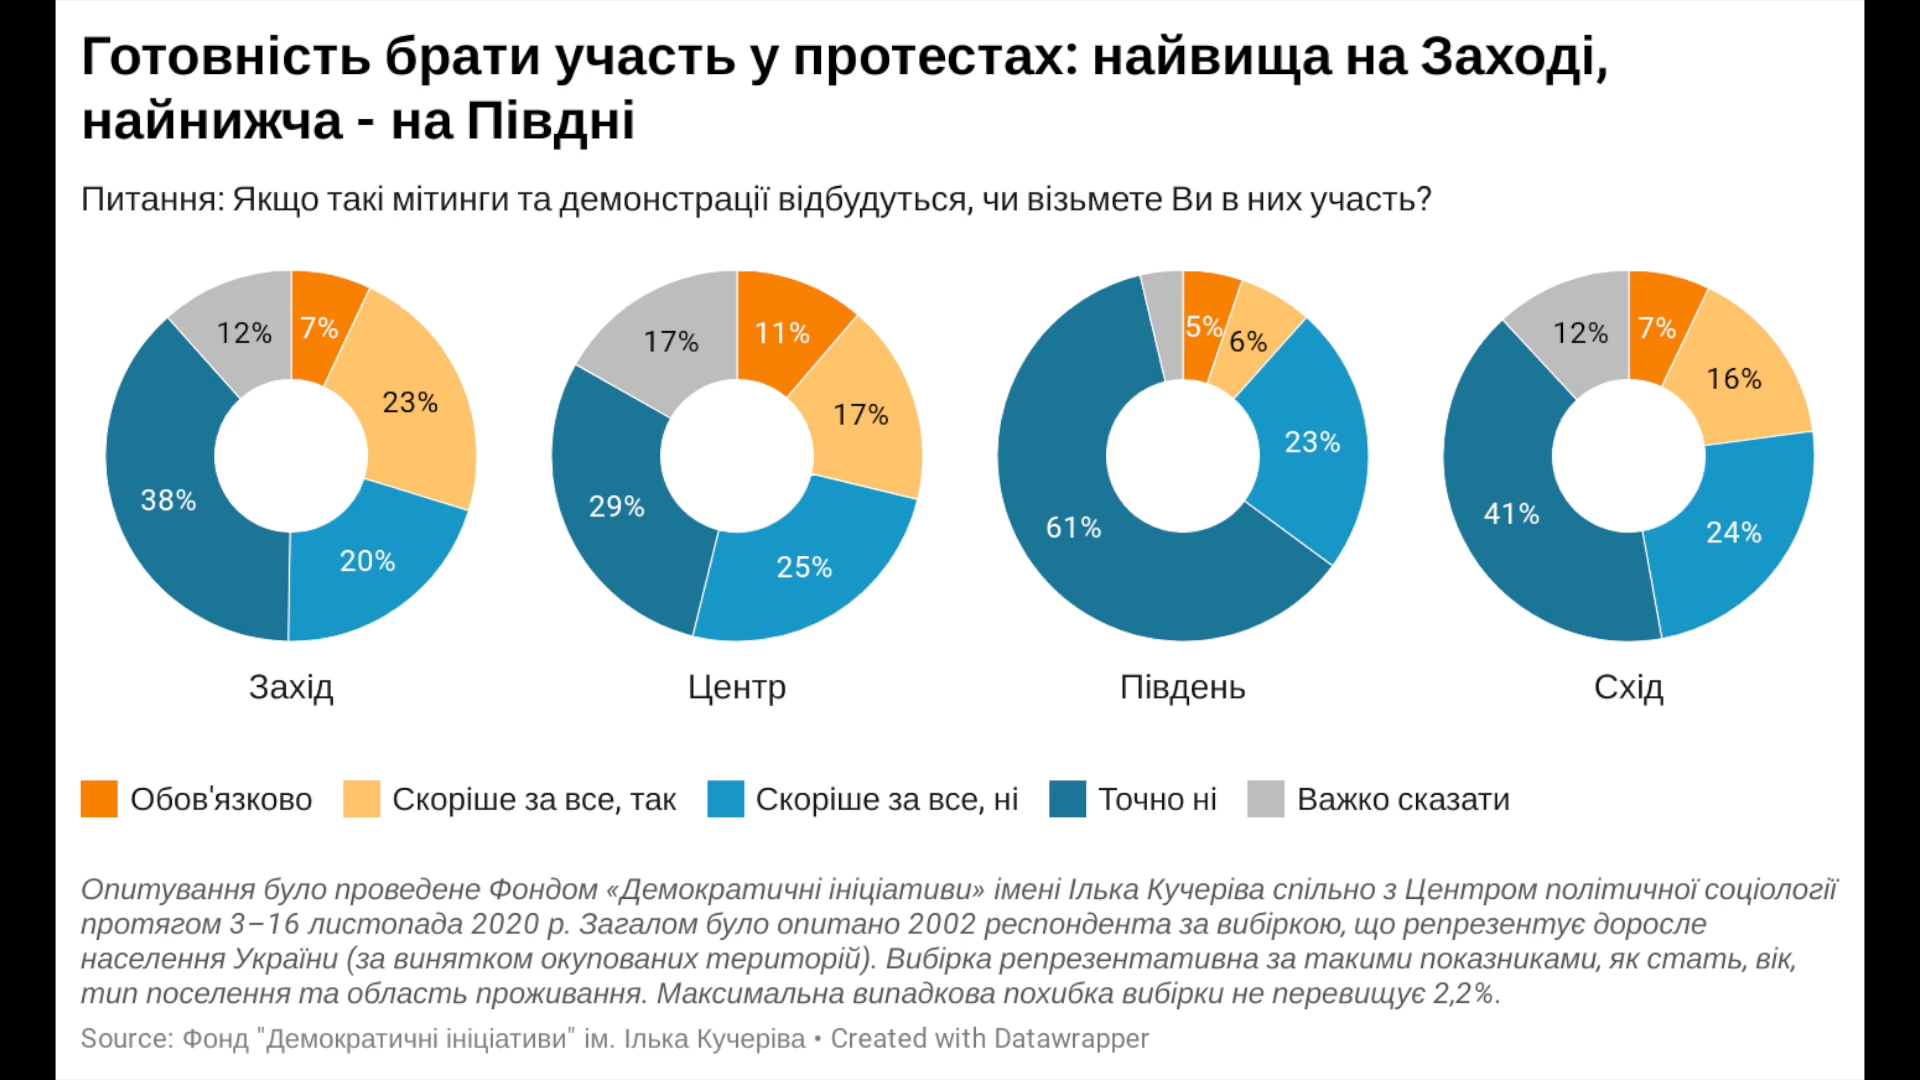 Готовність брати участь у протестах: найвища на Заході,
найнижча - на Півдні
Питання: Якщо такі мітинги та демонстрації відбудуться, чи візьмете Ви в них участь?
12%
7%
23%
20%
38%
Захід
17%
11%
17%
25%
29%
Центр
5%
6%
23%
61%
Південь
12%
7%
16%
24%
41%
Схід
Обов'язково
Скоріше за все, так
Скоріше за все, ні
Точно ні
Важко сказати
Опитування було проведене Фондом «Демократичні ініціативи» імені Ілька Кучеріва спільно з Центром політичної соціології
протягом 3–16 листопада 2020 р. Загалом було опитано 2002 респондента за вибіркою, що репрезентує доросле
населення України (за винятком окупованих територій). Вибірка репрезентативна за такими показниками, як стать, вік,
тип поселення та область проживання. Максимальна випадкова похибка вибірки не перевищує 2,2%.
Source: Фонд "Демократичні ініціативи" ім. Ілька Кучеріва • Created with Datawrapper